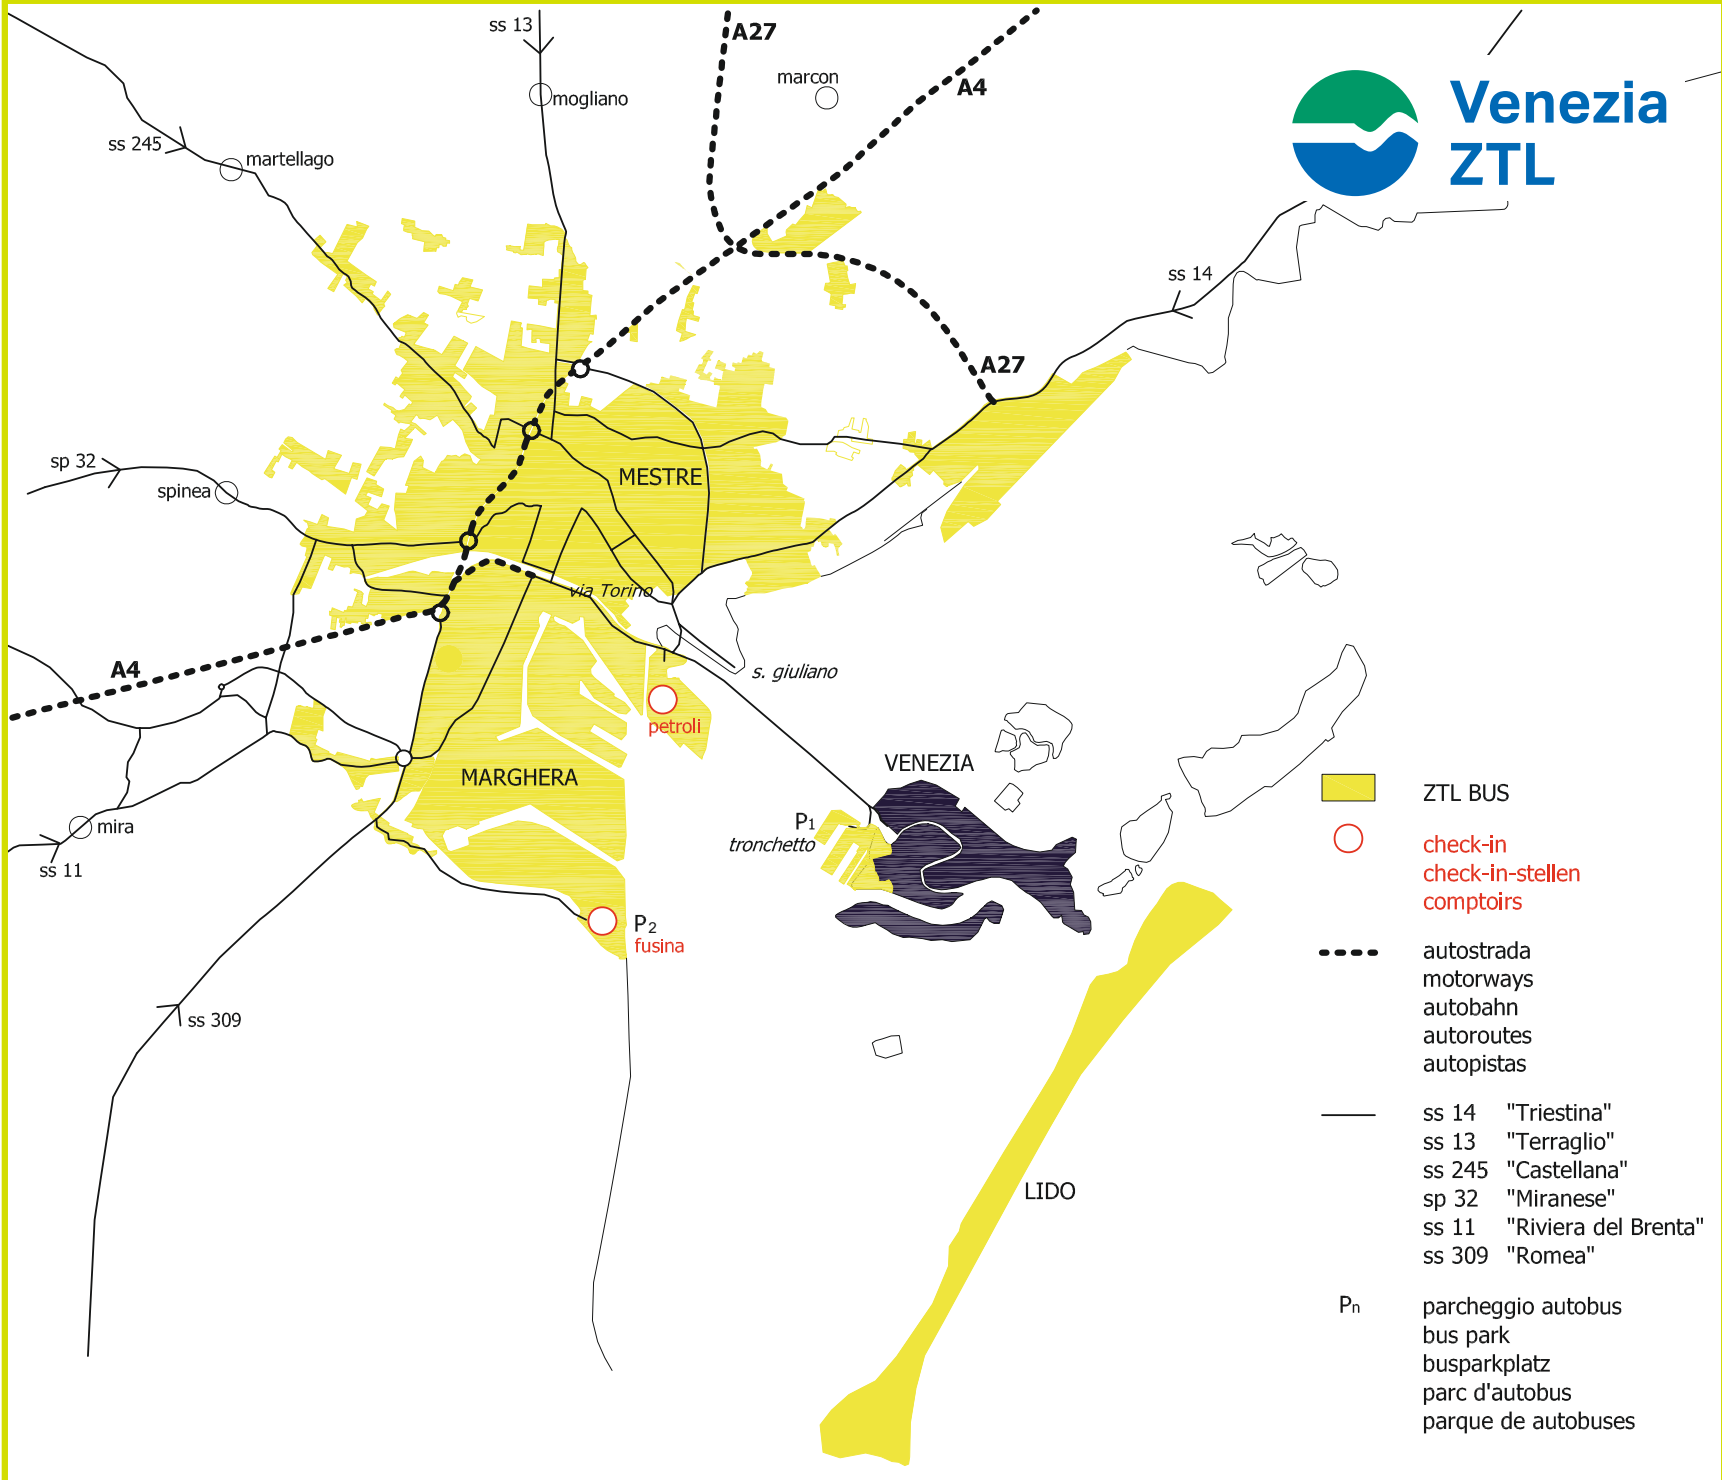 ss 13
A27
A4
marcon
mogliano
Venezia
ZTL
ss 245
martellago
ss 14
A27
sp 32
spinea
MESTRE
via Torino
A4
s. giuliano
petroli
MARGHERA
VENEZIA
P1
tronchetto
mira
ss 11
P2
fusina
ss 309
LIDO
ZTL BUS
check-in
check-in-stellen
comptoirs
autostrada
motorways
autobahn
autoroutes
autopistas
ss 14 "Triestina"
ss 13 "Terraglio"
ss 245 "Castellana"
sp 32 "Miranese"
ss 11 "Riviera del Brenta"
ss 309 "Romea"
Pn parcheggio autobus
bus park
busparkplatz
parc d'autobus
parque de autobuses